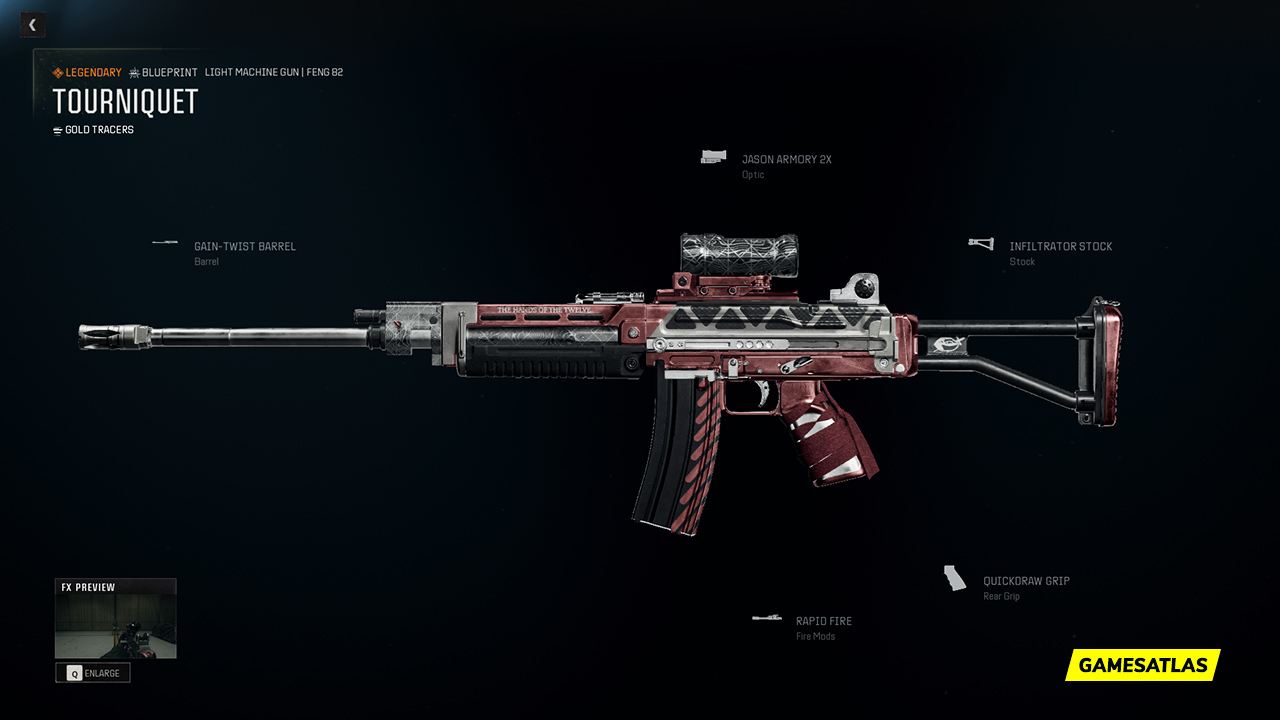 LEGENDARY BLUEPRINT LIGHT MACHINE GUN | FENG 82
TOURNIQUET
GOLD TRACERS
JASON ARMORY 2X
Optic
GAIN-TWIST BARREL
Barrel
INFILTRATOR STOCK
Stock
THE HANDS OF THE TWELVE
QUICKDRAW GRIP
Rear Grip
FX PREVIEW
RAPID FIRE
Fire Mods
Q ENLARGE
GAMESATLAS